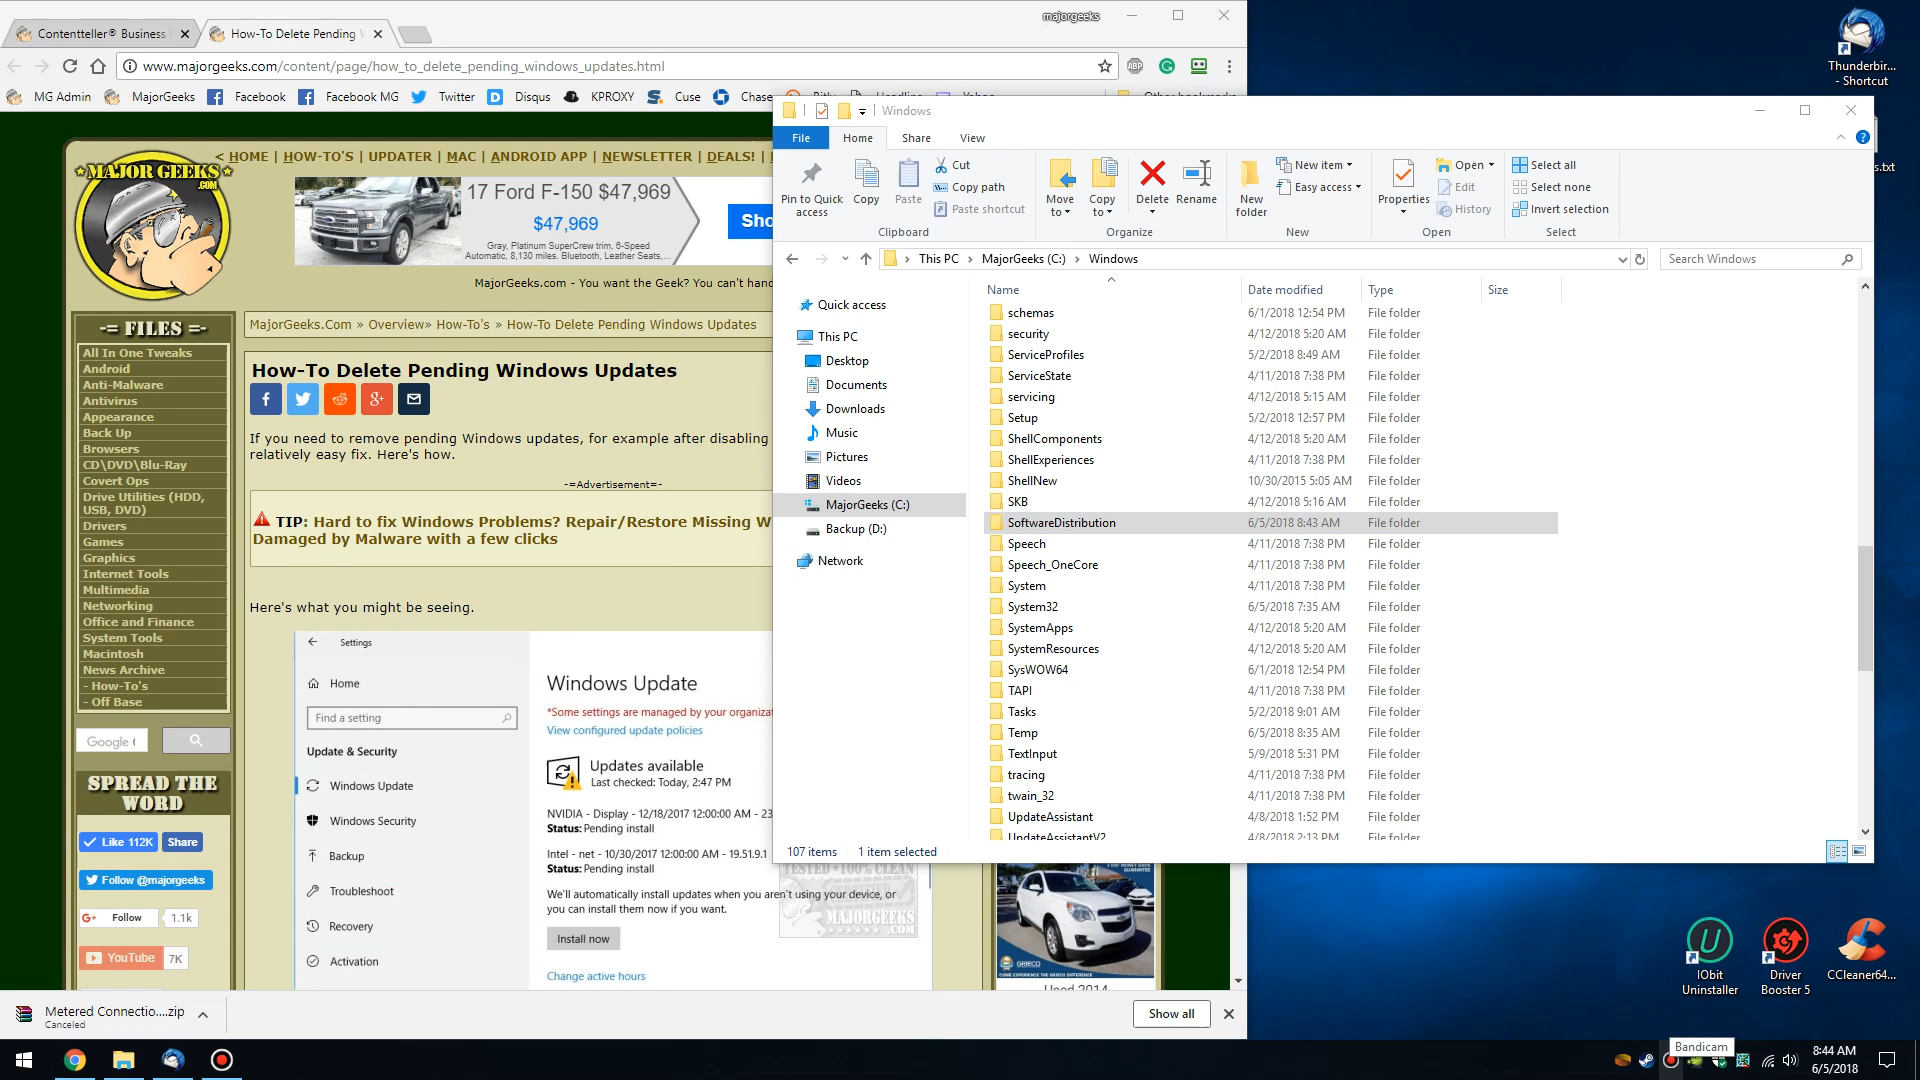 majorgeeks
Contentteller® Business
How-To Delete Pending
www.majorgeeks.com/content/page/how_to_delete_pending_windows_updates.html
ABP
MG Admin
MajorGeeks
Facebook
Facebook MG
Twitter
Disqus
KPROXY
Cuse
Chase
MAJOR GEEKS
.COM
< HOME | HOW-TO'S | UPDATER | MAC | ANDROID APP | NEWSLETTER | DEALS! |
17 Ford F-150 $47,969
$47,969
Gray, Platinum SuperCrew trim, 6-Speed
Automatic, 8,130 miles. Bluetooth, Leather Seats,...
Sho
MajorGeeks.com - You want the Geek? You can't hand
-= FILES =-
All In One Tweaks
Android
Anti-Malware
Antivirus
Appearance
Back Up
Browsers
CD\DVD\Blu-Ray
Covert Ops
Drive Utilities (HDD,
USB, DVD)
Drivers
Games
Graphics
Internet Tools
Multimedia
Networking
Office and Finance
System Tools
Macintosh
News Archive
- How-To's
- Off Base
Google
SPREAD THE
WORD
Like 112K
Share
Follow @majorgeeks
G+ Follow 1.1k
YouTube 7K
MajorGeeks.Com » Overview» How-To's » How-To Delete Pending Windows Updates
How-To Delete Pending Windows Updates
If you need to remove pending Windows updates, for example after disabling
relatively easy fix. Here's how.
-=Advertisement=-
TIP: Hard to fix Windows Problems? Repair/Restore Missing W
Damaged by Malware with a few clicks
Here's what you might be seeing.
Settings
Home
Find a setting
Update & Security
Windows Update
Windows Security
Backup
Troubleshoot
Recovery
Activation
Windows Update
*Some settings are managed by your organizat
View configured update policies
Updates available
Last checked: Today, 2:47 PM
NVIDIA - Display - 12/18/2017 12:00:00 AM - 23
Status: Pending install
Intel - net - 10/30/2017 12:00:00 AM - 19.51.9.1
Status: Pending install
We'll automatically install updates when you aren't using your device, or
you can install them now if you want.
Install now
Change active hours
TESTED *100% CLEAN
MAJORGEEKS
.COM
GRIECO
Used 2014
Metered Connectio....zip
Canceled
Show all
Windows
File
Home
Share
View
Pin to Quick
access
Copy
Paste
Cut
Copy path
Paste shortcut
Clipboard
Move
to
Copy
to
Delete
Rename
Organize
New
folder
New item
Easy access
New
Properties
Open
Edit
History
Open
Select all
Select none
Invert selection
Select
This PC > MajorGeeks (C:) > Windows
Search Windows
Quick access
This PC
Desktop
Documents
Downloads
Music
Pictures
Videos
MajorGeeks (C:)
Backup (D:)
Network
Name Date modified Type Size
schemas 6/1/2018 12:54 PM File folder
security 4/12/2018 5:20 AM File folder
ServiceProfiles 5/2/2018 8:49 AM File folder
ServiceState 4/11/2018 7:38 PM File folder
servicing 4/12/2018 5:15 AM File folder
Setup 5/2/2018 12:57 PM File folder
ShellComponents 4/12/2018 5:20 AM File folder
ShellExperiences 4/11/2018 7:38 PM File folder
ShellNew 10/30/2015 5:05 AM File folder
SKB 4/12/2018 5:16 AM File folder
SoftwareDistribution 6/5/2018 8:43 AM File folder
Speech 4/11/2018 7:38 PM File folder
Speech_OneCore 4/11/2018 7:38 PM File folder
System 4/11/2018 7:38 PM File folder
System32 6/5/2018 7:35 AM File folder
SystemApps 4/12/2018 5:20 AM File folder
SystemResources 4/12/2018 5:20 AM File folder
SysWOW64 6/1/2018 12:54 PM File folder
TAPI 4/11/2018 7:38 PM File folder
Tasks 5/2/2018 9:01 AM File folder
Temp 6/5/2018 8:35 AM File folder
TextInput 5/9/2018 5:31 PM File folder
tracing 4/11/2018 7:38 PM File folder
twain_32 4/11/2018 7:38 PM File folder
UpdateAssistant 4/8/2018 1:52 PM File folder
UpdateAssistantV2 4/8/2018 2:13 PM File folder
107 items 1 item selected
Thunderbir...
- Shortcut
s.txt
IObit
Uninstaller
Driver
Booster 5
CCleaner64...
Bandicam
8:44 AM
6/5/2018